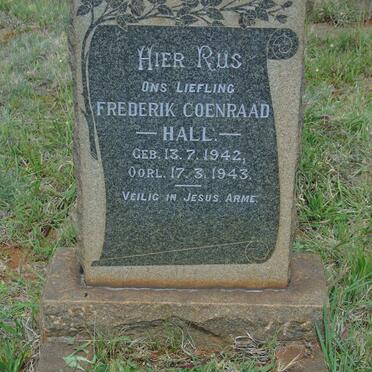 HIER RUS
ONS LIEFLING
FREDERIK COENRAAD
— HALL —
GEB. 13. 7. 1942,
OORL. 17. 3. 1943.
VEILIG IN JESUS ARME.